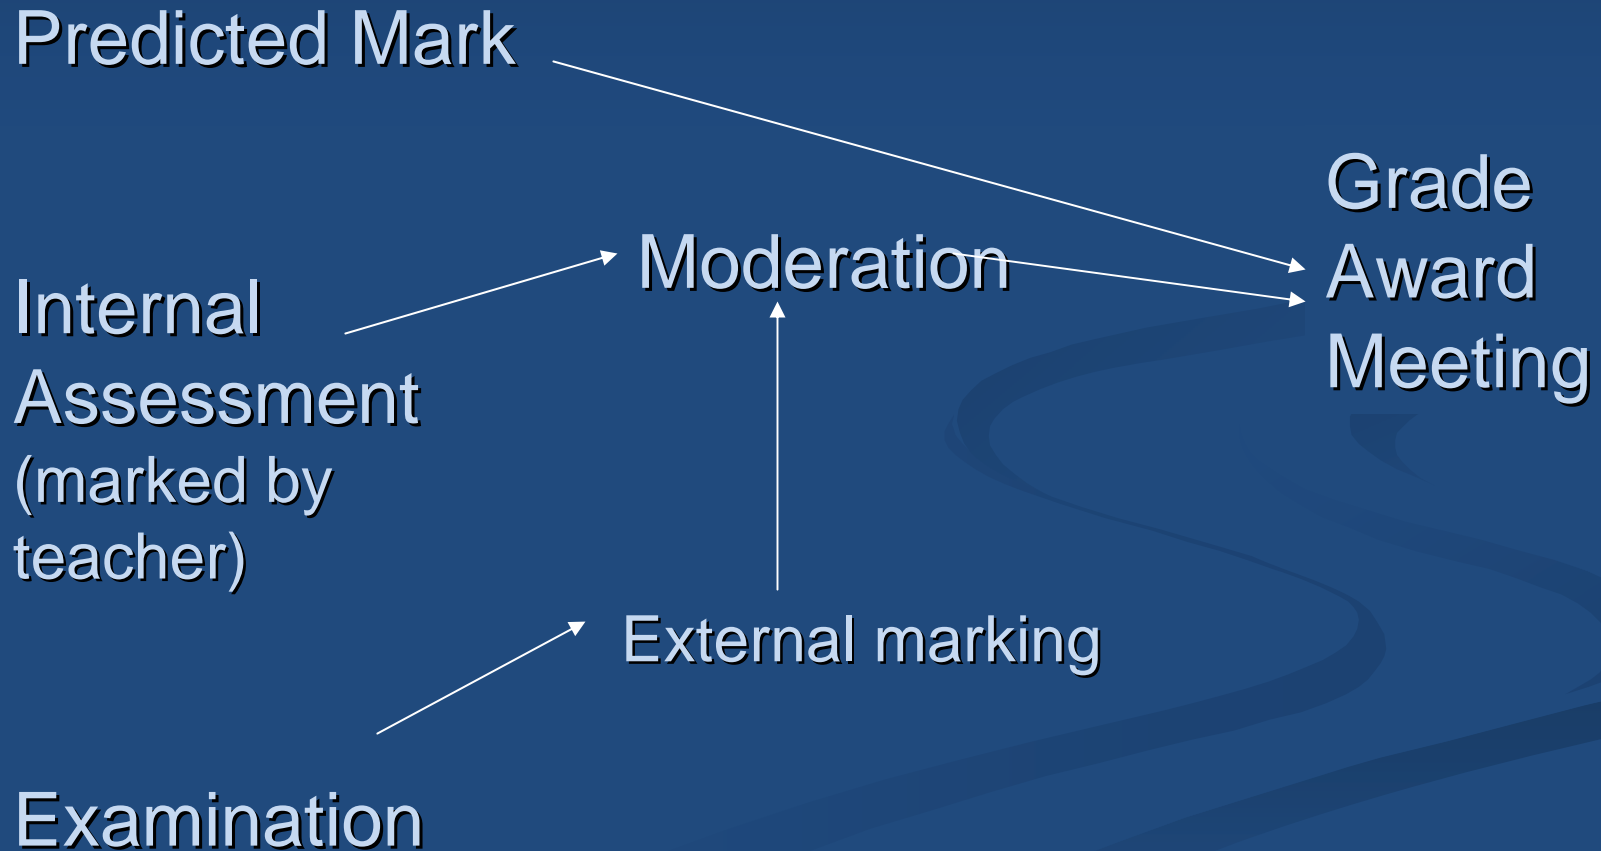 Predicted Mark
Grade
Award
Meeting
Moderation
Internal
Assessment
(marked by
teacher)
External marking
Examination